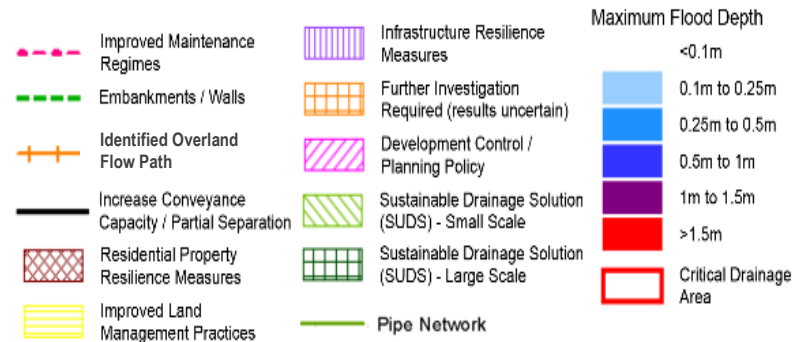 Improved Maintenance
Regimes
Embankments / Walls
Identified Overland
Flow Path
Increase Conveyance
Capacity / Partial Separation
Residential Property
Resilience Measures
Improved Land
Management Practices
Infrastructure Resilience
Measures
Further Investigation
Required (results uncertain)
Development Control /
Planning Policy
Sustainable Drainage Solution
(SUDS) - Small Scale
Sustainable Drainage Solution
(SUDS) - Large Scale
Pipe Network
Maximum Flood Depth
<0.1m
0.1m to 0.25m
0.25m to 0.5m
0.5m to 1m
1m to 1.5m
>1.5m
Critical Drainage
Area